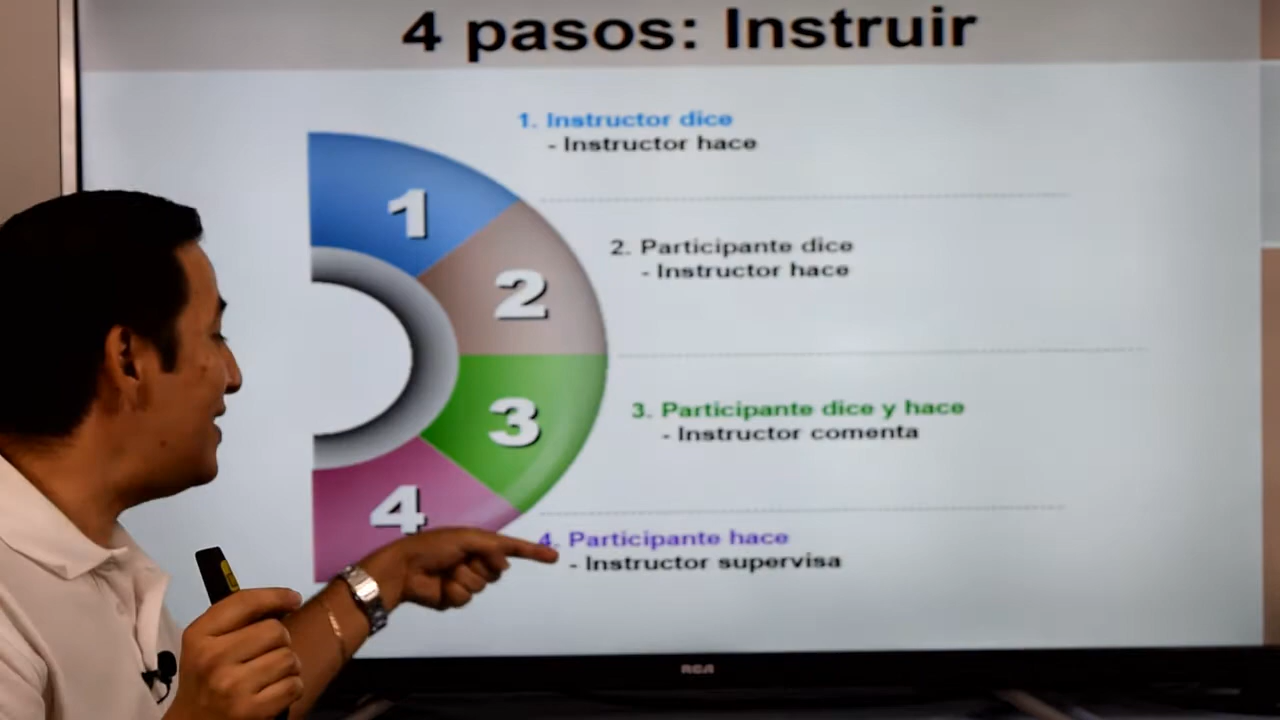 4 pasos: Instruir
1. Instructor dice
- Instructor hace
1
2. Participante dice
- Instructor hace
2
3. Participante dice y hace
- Instructor comenta
3
4. Participante hace
- Instructor supervisa
4
RCA